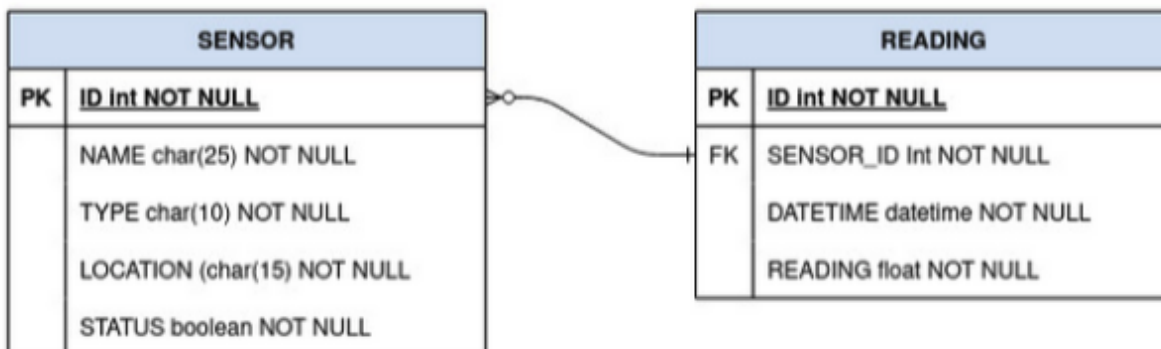 SENSOR
PK ID int NOT NULL
NAME char(25) NOT NULL
TYPE char(10) NOT NULL
LOCATION (char(15) NOT NULL
STATUS boolean NOT NULL
READING
PK ID int NOT NULL
FK SENSOR_ID Int NOT NULL
DATETIME datetime NOT NULL
READING float NOT NULL